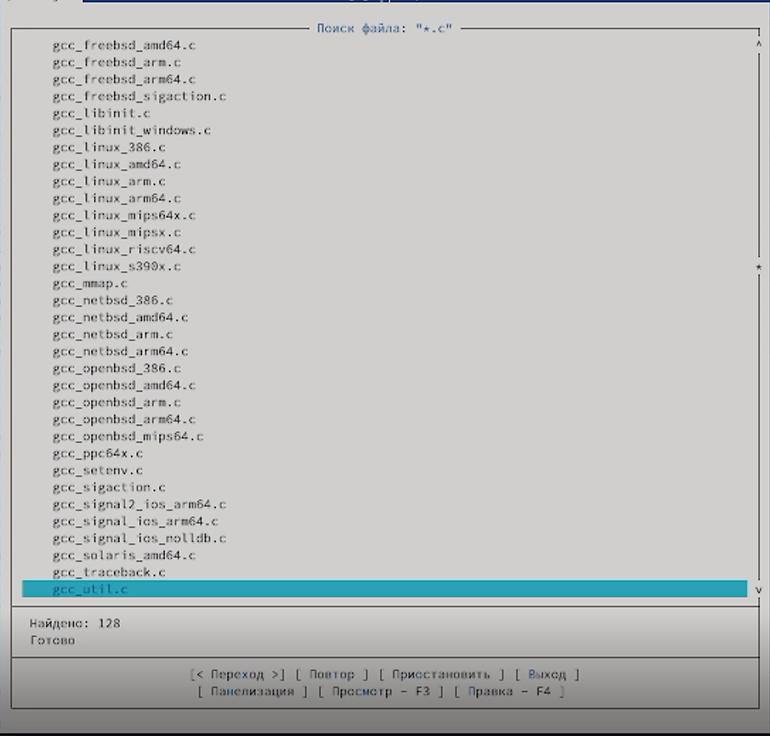 Поиск файла: "*.c"
gcc_freebsd_amd64.c
gcc_freebsd_arm.c
gcc_freebsd_arm64.c
gcc_freebsd_sigaction.c
gcc_libinit.c
gcc_libinit_windows.c
gcc_linux_386.c
gcc_linux_amd64.c
gcc_linux_arm.c
gcc_linux_arm64.c
gcc_linux_mips64x.c
gcc_linux_mipsx.c
gcc_linux_riscv64.c
gcc_linux_s390x.c
gcc_mmap.c
gcc_netbsd_386.c
gcc_netbsd_amd64.c
gcc_netbsd_arm.c
gcc_netbsd_arm64.c
gcc_openbsd_386.c
gcc_openbsd_amd64.c
gcc_openbsd_arm.c
gcc_openbsd_arm64.c
gcc_openbsd_mips64.c
gcc_ppc64x.c
gcc_setenv.c
gcc_sigaction.c
gcc_signal2_ios_arm64.c
gcc_signal_ios_arm64.c
gcc_signal_ios_nolldb.c
gcc_solaris_amd64.c
gcc_traceback.c
gcc_util.c
Найдено: 128
Готово
[< Переход >] [ Повтор ] [ Приостановить ] [ Выход ]
[ Панелизация ] [ Просмотр - F3 ] [ Правка - F4 ]